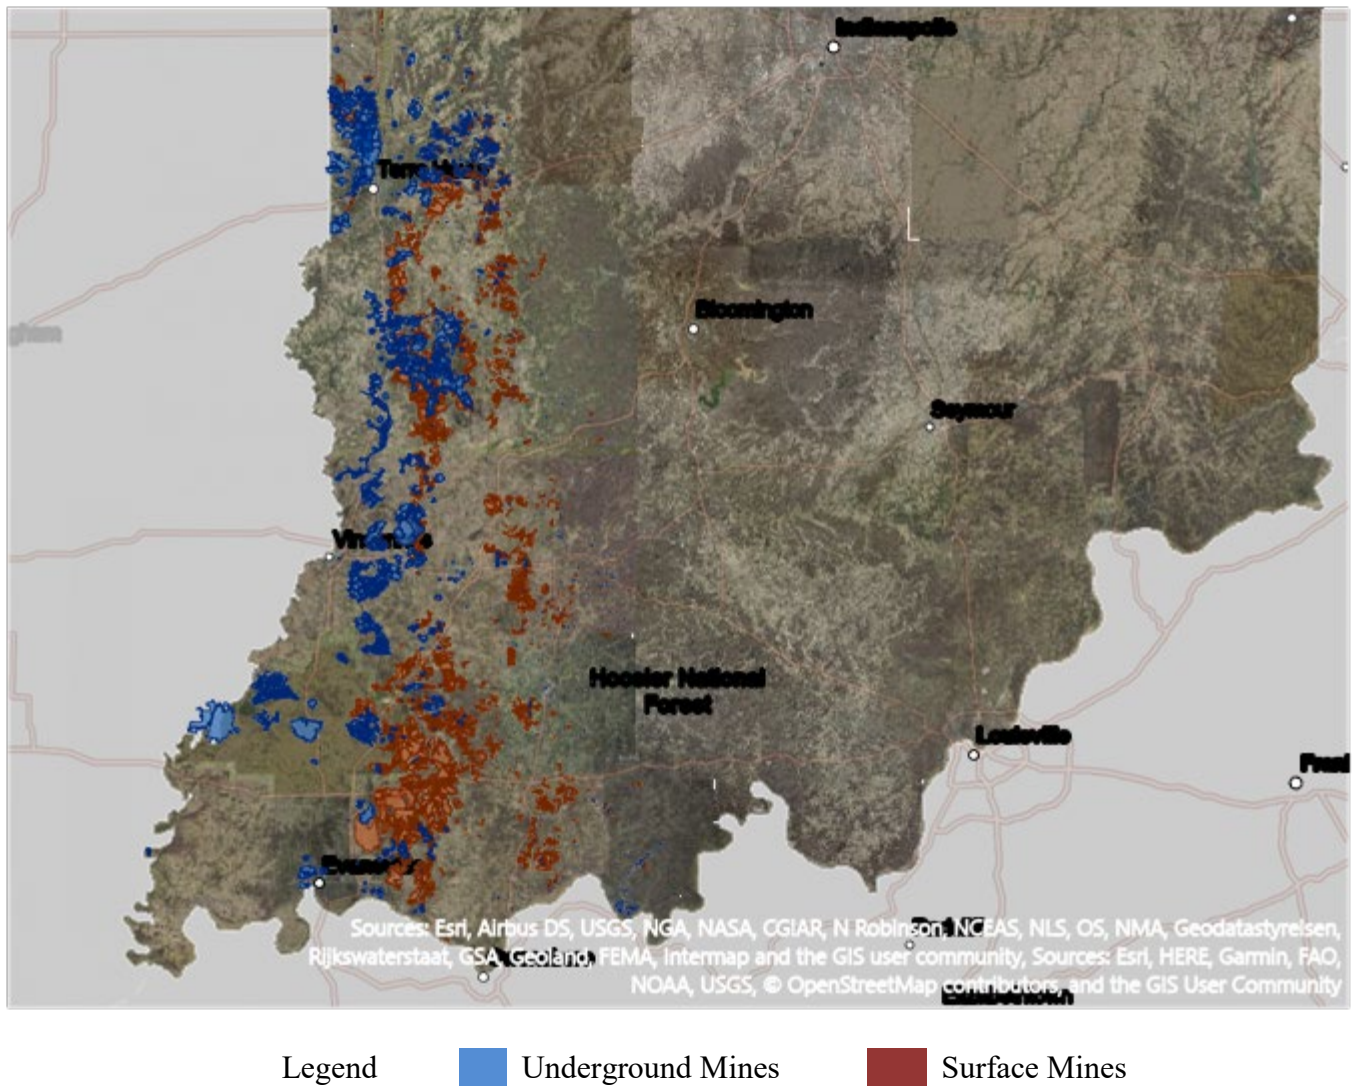 Indianapolis
Bloomington
Seymour
Hoosier National
Forest
Louisville
Sources: Esri, Airbus DS, USGS, NGA, NASA, CGIAR, N Robinson, NCEAS, NLS, OS, NMA, Geodatastyrelsen,
Rijkswaterstaat, GSA, Geoland, FEMA, Intermap and the GIS user community, Sources: Esri, HERE, Garmin, FAO,
NOAA, USGS, © OpenStreetMap contributors, and the GIS User Community
Legend Underground Mines Surface Mines